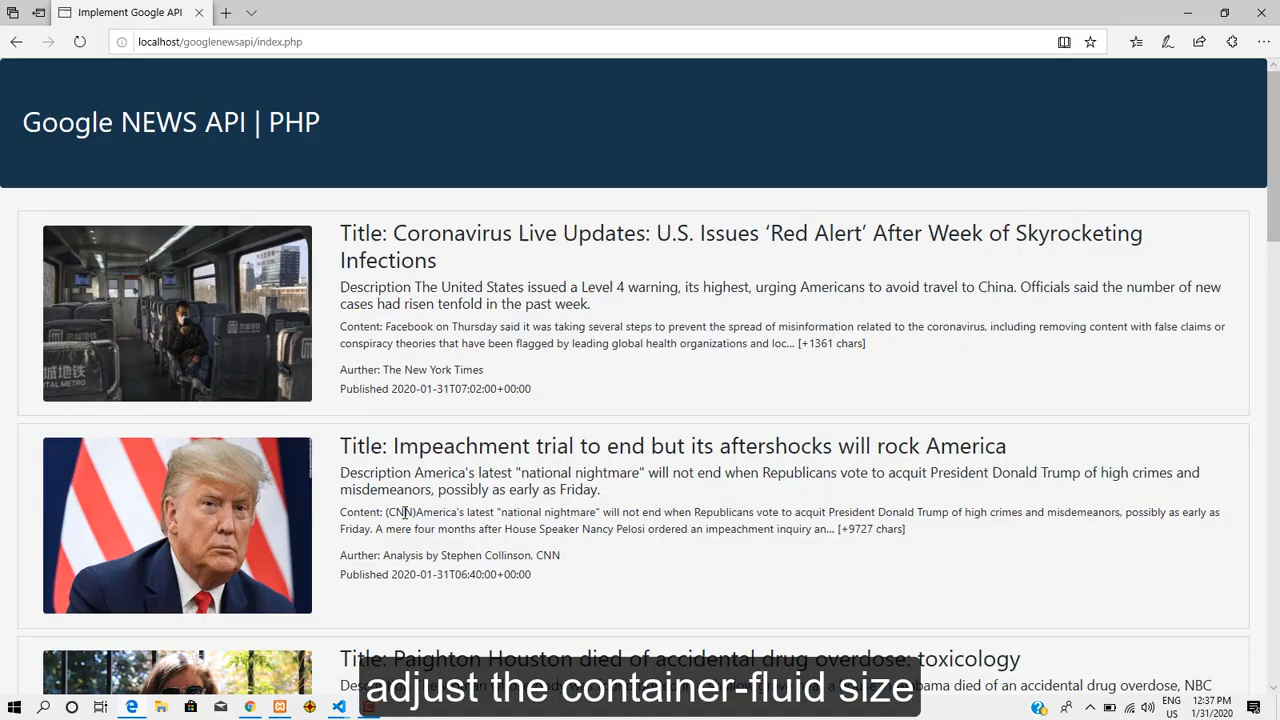 Implement Google API
localhost/googlenewsapi/index.php
Google NEWS API | PHP
Title: Coronavirus Live Updates: U.S. Issues ‘Red Alert’ After Week of Skyrocketing
Infections
Description The United States issued a Level 4 warning, its highest, urging Americans to avoid travel to China. Officials said the number of new
cases had risen tenfold in the past week.
Content: Facebook on Thursday said it was taking several steps to prevent the spread of misinformation related to the coronavirus, including removing content with false claims or
conspiracy theories that have been flagged by leading global health organizations and loc… [+1361 chars]
Aurther: The New York Times
Published 2020-01-31T07:02:00+00:00
Title: Impeachment trial to end but its aftershocks will rock America
Description America's latest "national nightmare" will not end when Republicans vote to acquit President Donald Trump of high crimes and
misdemeanors, possibly as early as Friday.
Content: (CNN)America's latest "national nightmare" will not end when Republicans vote to acquit President Donald Trump of high crimes and misdemeanors, possibly as early as
Friday. A mere four months after House Speaker Nancy Pelosi ordered an impeachment inquiry an… [+9727 chars]
Aurther: Analysis by Stephen Collinson, CNN
Published 2020-01-31T06:40:00+00:00
Title: Paighton Houston died of accidental drug overdose: toxicology
died of an accidental drug overdose, NBC
adjust the container-fluid size
ENG
US
12:37 PM
1/31/2020